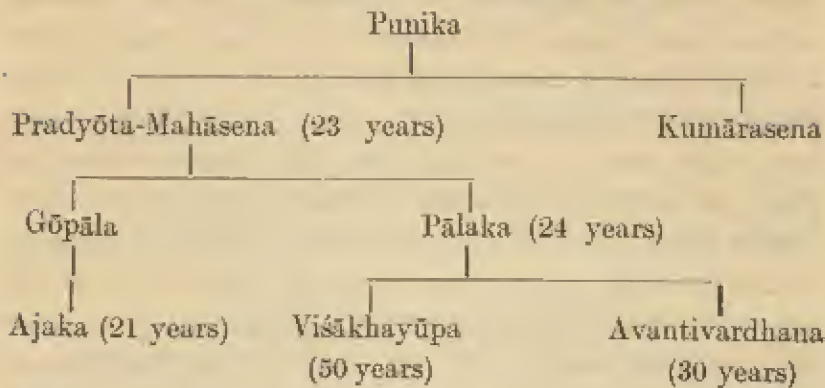 Punika
Pradyōta-Mahāsena (23 years) Kumārasena
Gōpāla Pālaka (24 years)
Ajaka (21 years) Viśākhayūpa Avantivardhana
(50 years) (30 years)